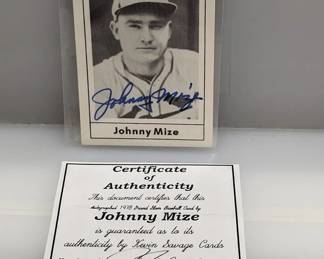 Johnny Mize
Johnny Mize
Certificate of
Authenticity
This document certifies that this
Autographed 1978 Grand Slam Baseball Card by
Johnny Mize
is guaranteed as to its
authenticity by Kevin Savage Cards